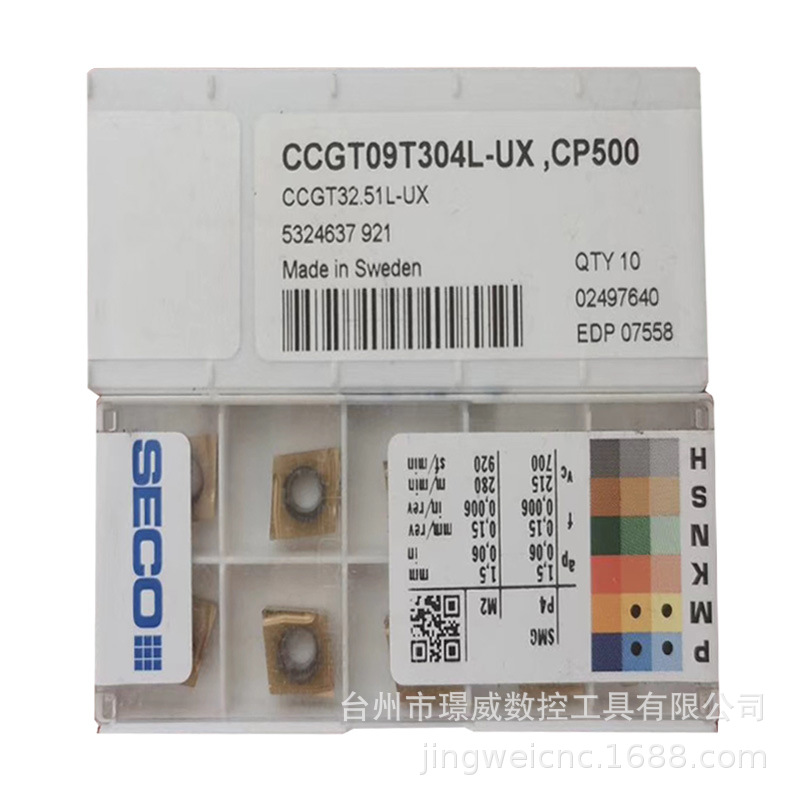 CCGT09T304L-UX ,CP500
CCGT32.51L-UX
5324637 921
Made in Sweden
QTY 10
02497640
EDP 07558
SECO
SMG P4 M2
ap 1,5 1,5 mm
0,06 0,06 in
f 0,15 0,15 mm/rev
0,006 0,006 in/rev
vc 215 280 m/min
700 920 sf/min
P M K N S H
台州市璟威数控工具有限公司
jingweicnc.1688.com